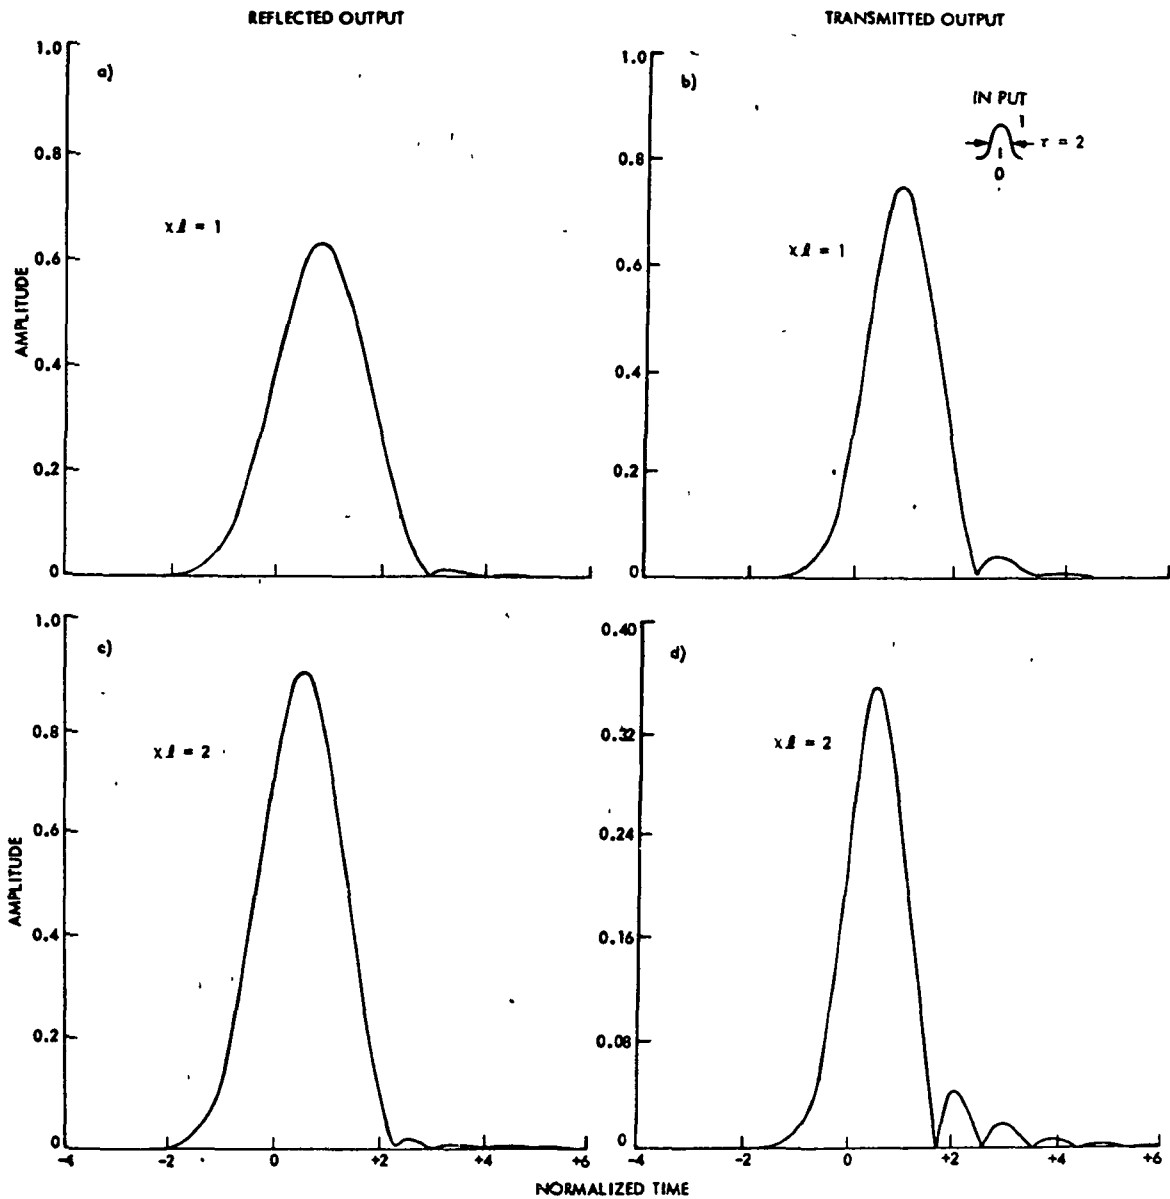 REFLECTED OUTPUT
TRANSMITTED OUTPUT
a)
1.0
0.8
0.6
0.4
0.2
0
AMPLITUDE
χℓ = 1
b)
1.0
0.8
0.6
0.4
0.2
0
χℓ = 1
IN PUT
1
τ = 2
0
c)
1.0
0.8
0.6
0.4
0.2
0
AMPLITUDE
χℓ = 2
-4 -2 0 +2 +4 +6
d)
0.40
0.32
0.24
0.16
0.08
0
χℓ = 2
-4 -2 0 +2 +4 +6
NORMALIZED TIME